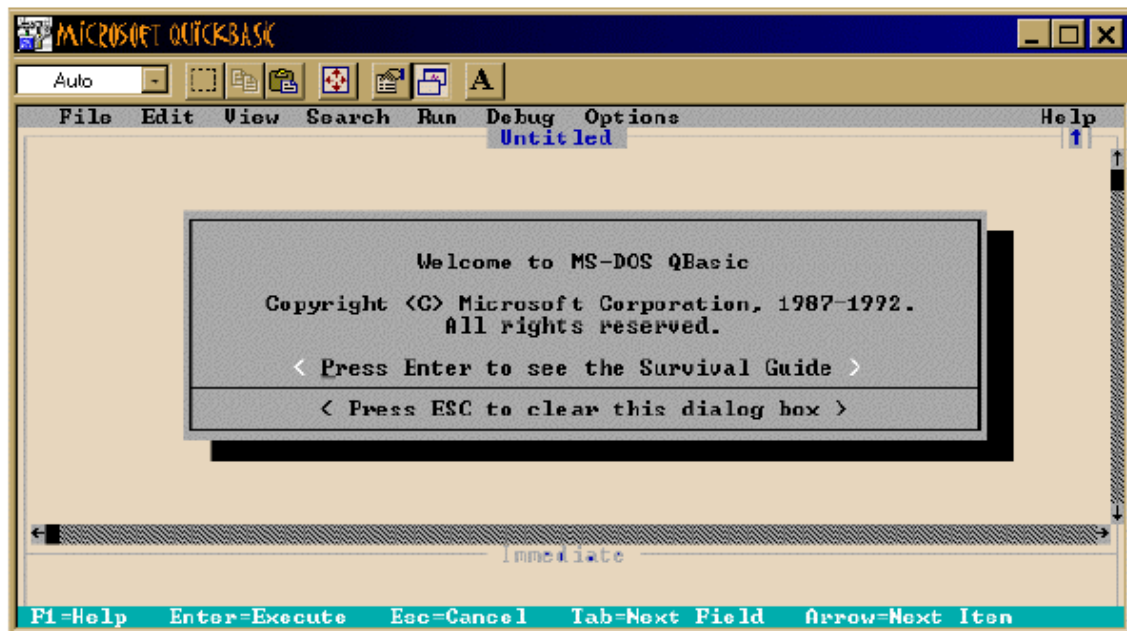 MICROSOFT QUICKBASIC
Auto A
File Edit View Search Run Debug Options Help
Untitled
Welcome to MS-DOS QBasic
Copyright (C) Microsoft Corporation, 1987-1992.
All rights reserved.
< Press Enter to see the Survival Guide >
< Press ESC to clear this dialog box >
Immediate
F1=Help Enter=Execute Esc=Cancel Tab=Next Field Arrow=Next Item